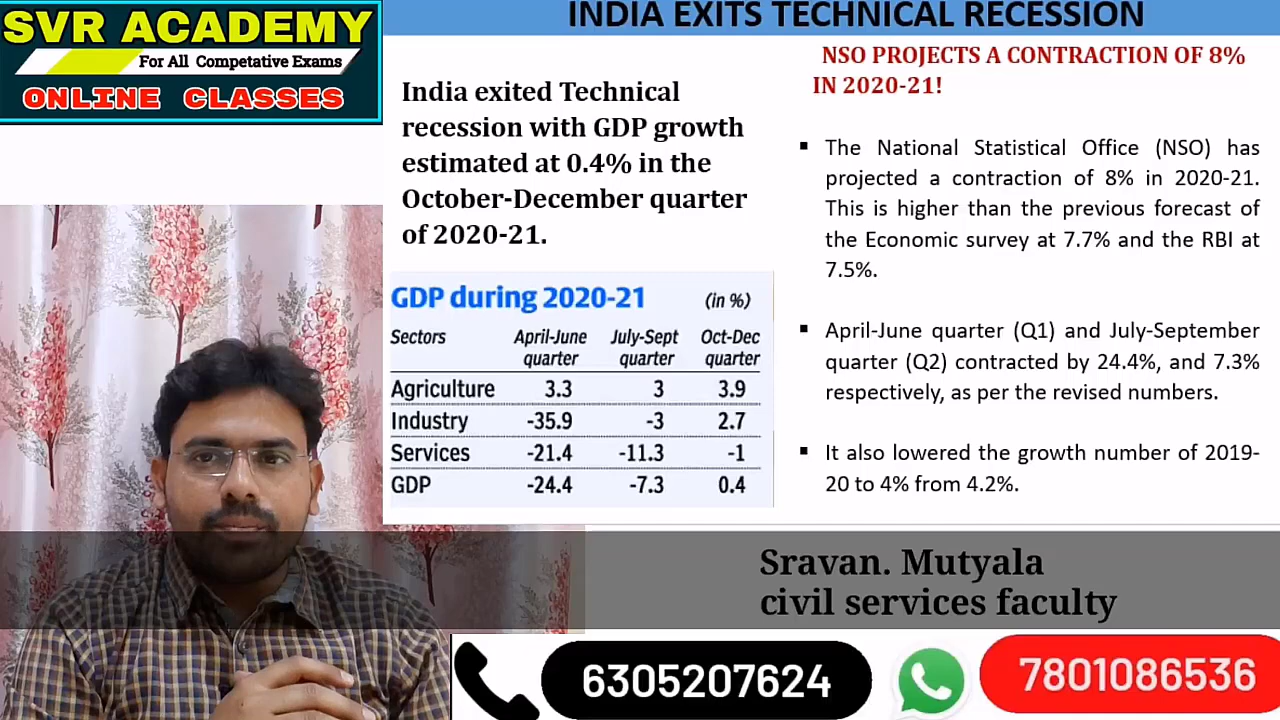 SVR ACADEMY
For All Competative Exams
ONLINE CLASSES
INDIA EXITS TECHNICAL RECESSION
India exited Technical
recession with GDP growth
estimated at 0.4% in the
October-December quarter
of 2020-21.
GDP during 2020-21 (in %)
Sectors April-June July-Sept Oct-Dec
quarter quarter quarter
Agriculture 3.3 3 3.9
Industry -35.9 -3 2.7
Services -21.4 -11.3 -1
GDP -24.4 -7.3 0.4
NSO PROJECTS A CONTRACTION OF 8%
IN 2020-21!
▪ The National Statistical Office (NSO) has
projected a contraction of 8% in 2020-21.
This is higher than the previous forecast of
the Economic survey at 7.7% and the RBI at
7.5%.
▪ April-June quarter (Q1) and July-September
quarter (Q2) contracted by 24.4%, and 7.3%
respectively, as per the revised numbers.
▪ It also lowered the growth number of 2019-
20 to 4% from 4.2%.
Sravan. Mutyala
civil services faculty
6305207624
7801086536